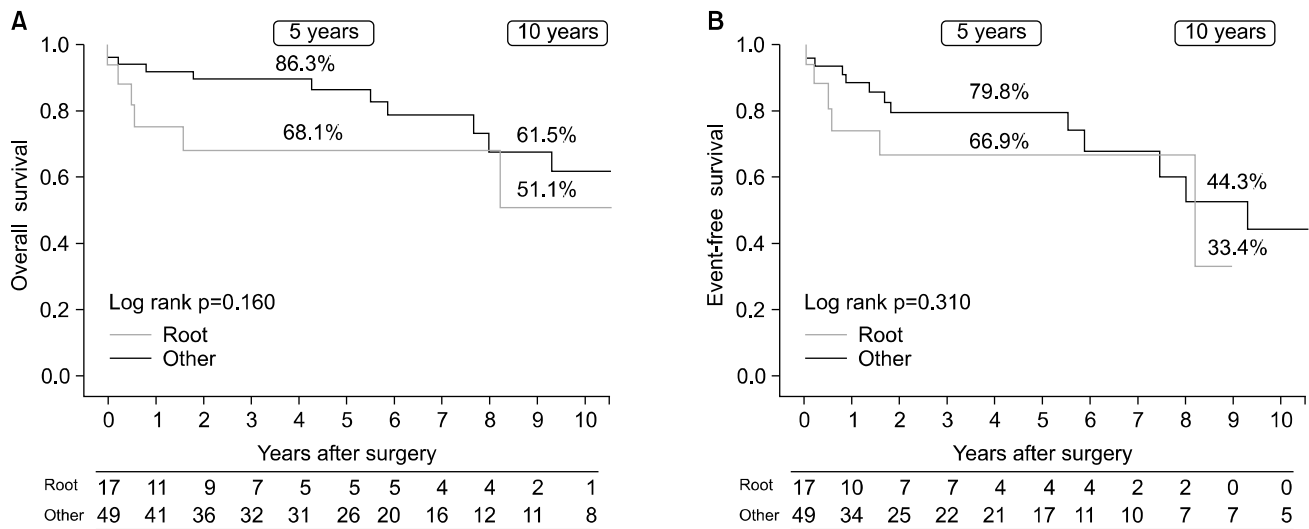 A
5 years
10 years
1.0
0.8
0.6
0.4
0.2
0.0
Overall survival
86.3%
68.1%
61.5%
51.1%
Log rank p=0.160
Root
Other
0 1 2 3 4 5 6 7 8 9 10
Years after surgery
Root 17 11 9 7 5 5 5 4 4 2 1
Other 49 41 36 32 31 26 20 16 12 11 8
B
5 years
10 years
1.0
0.8
0.6
0.4
0.2
0.0
Event-free survival
79.8%
66.9%
44.3%
33.4%
Log rank p=0.310
Root
Other
0 1 2 3 4 5 6 7 8 9 10
Years after surgery
Root 17 10 7 7 4 4 4 2 2 0 0
Other 49 34 25 22 21 17 11 10 7 7 5